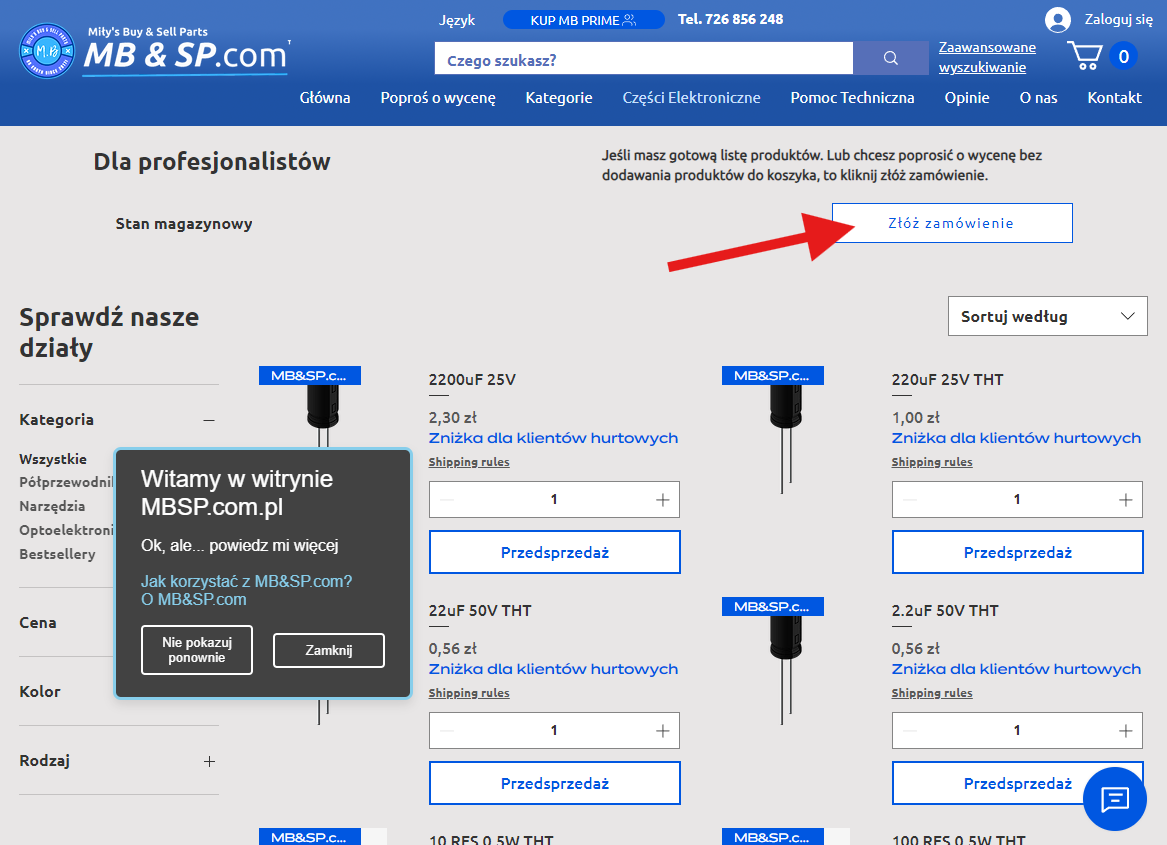 Język
KUP MB PRIME
Tel. 726 856 248
Zaloguj się
Miły's Buy & Sell Parts
MB & SP.com
Czego szukasz?
Zaawansowane
wyszukiwanie
0
Główna
Poproś o wycenę
Kategorie
Części Elektroniczne
Pomoc Techniczna
Opinie
O nas
Kontakt
Dla profesjonalistów
Jeśli masz gotową listę produktów. Lub chcesz poprosić o wycenę bez
dodawania produktów do koszyka, to kliknij złóż zamówienie.
Stan magazynowy
Złóż zamówienie
Sprawdź nasze
działy
Sortuj według
Kategoria
Wszystkie
Półprzewodni
Narzędzia
Optoelektroni
Bestsellery
Cena
Kolor
Rodzaj
Witamy w witrynie
MBSP.com.pl
Ok, ale... powiedz mi więcej
Jak korzystać z MB&SP.com?
O MB&SP.com
Nie pokazuj
ponownie
Zamknij
MB&SP.c...
2200uF 25V
2,30 zł
Zniżka dla klientów hurtowych
Shipping rules
1
Przedsprzedaż
MB&SP.c...
220uF 25V THT
1,00 zł
Zniżka dla klientów hurtowych
Shipping rules
1
Przedsprzedaż
22uF 50V THT
0,56 zł
Zniżka dla klientów hurtowych
Shipping rules
1
Przedsprzedaż
MB&SP.c...
2.2uF 50V THT
0,56 zł
Zniżka dla klientów hurtowych
Shipping rules
1
Przedsprzedaż
MB&SP.c...
10 RES 0.5W THT
MB&SP.c...
100 RES 0.5W THT